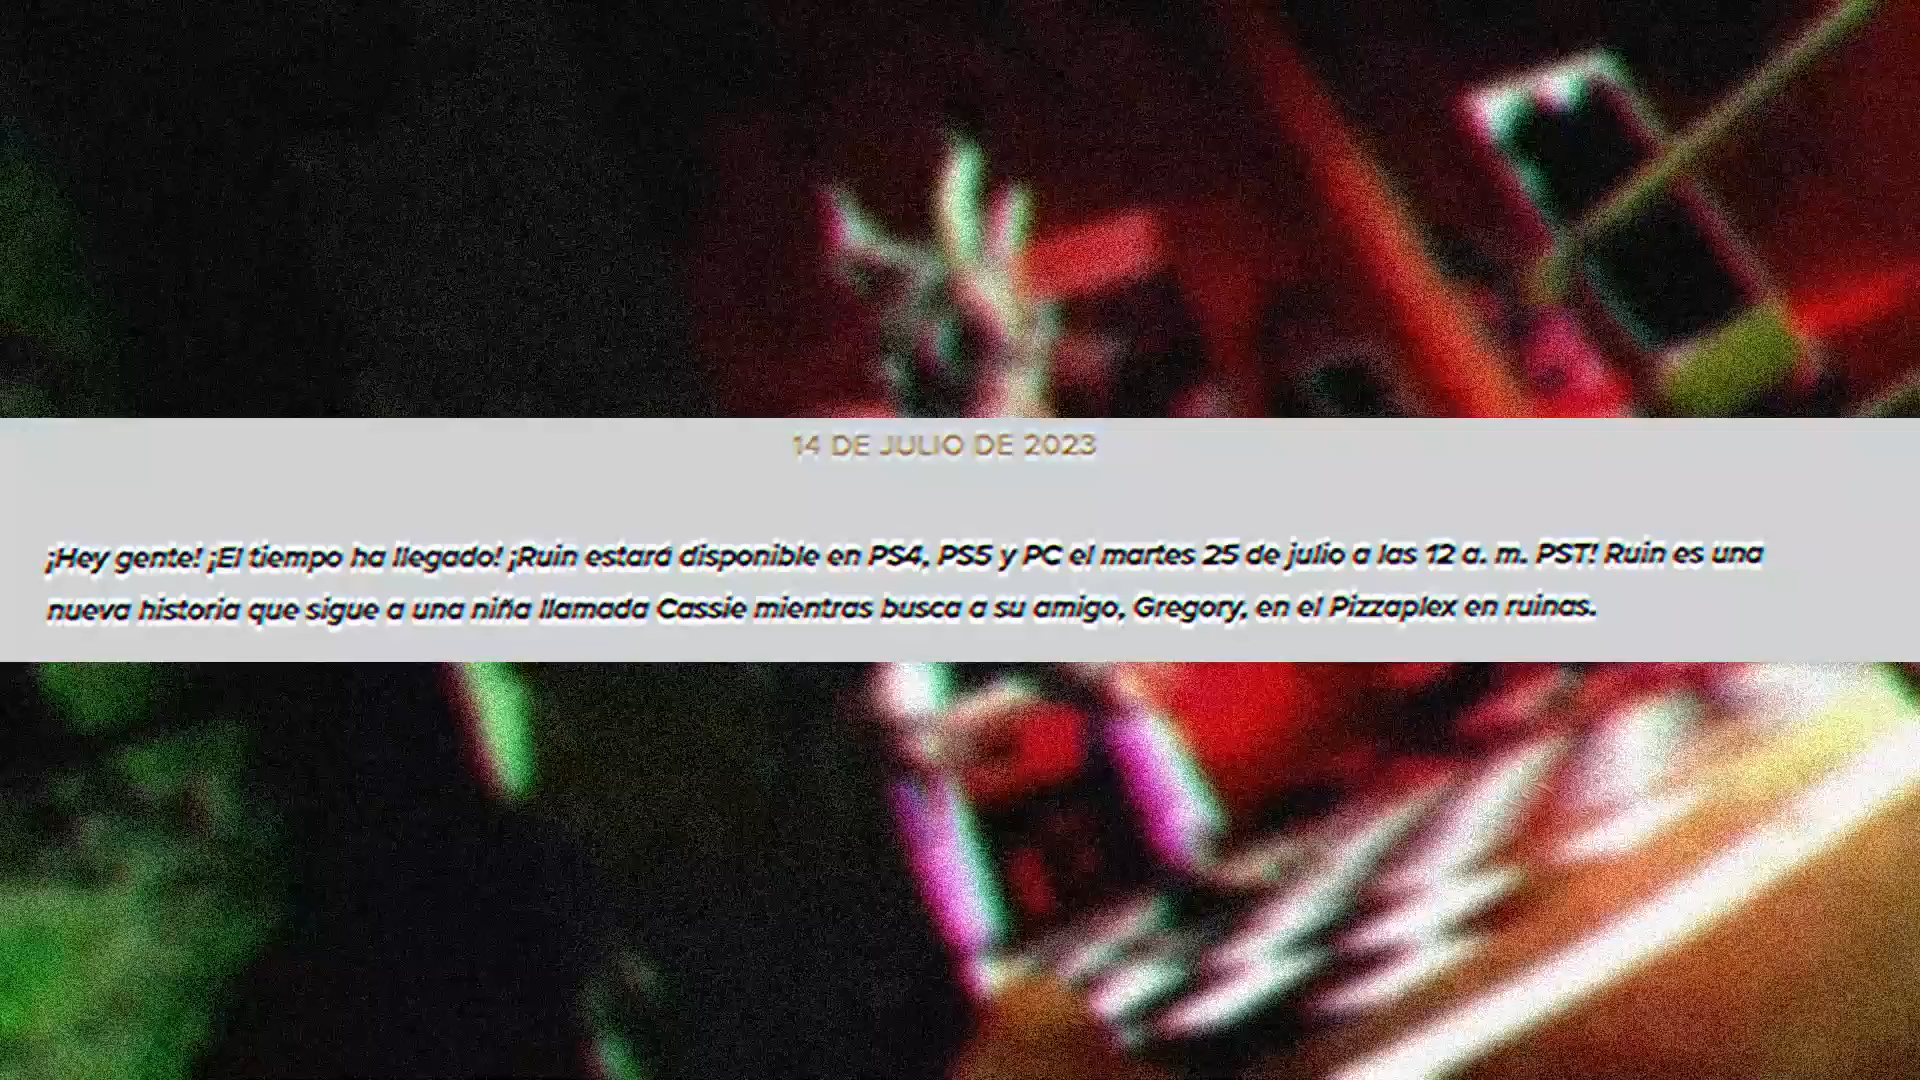 14 DE JULIO DE 2023
¡Hey gente! ¡El tiempo ha llegado! ¡Ruin estará disponible en PS4, PS5 y PC el martes 25 de julio a las 12 a. m. PST! Ruin es una
nueva historia que sigue a una niña llamada Cassie mientras busca a su amigo, Gregory, en el Pizzaplex en ruinas.